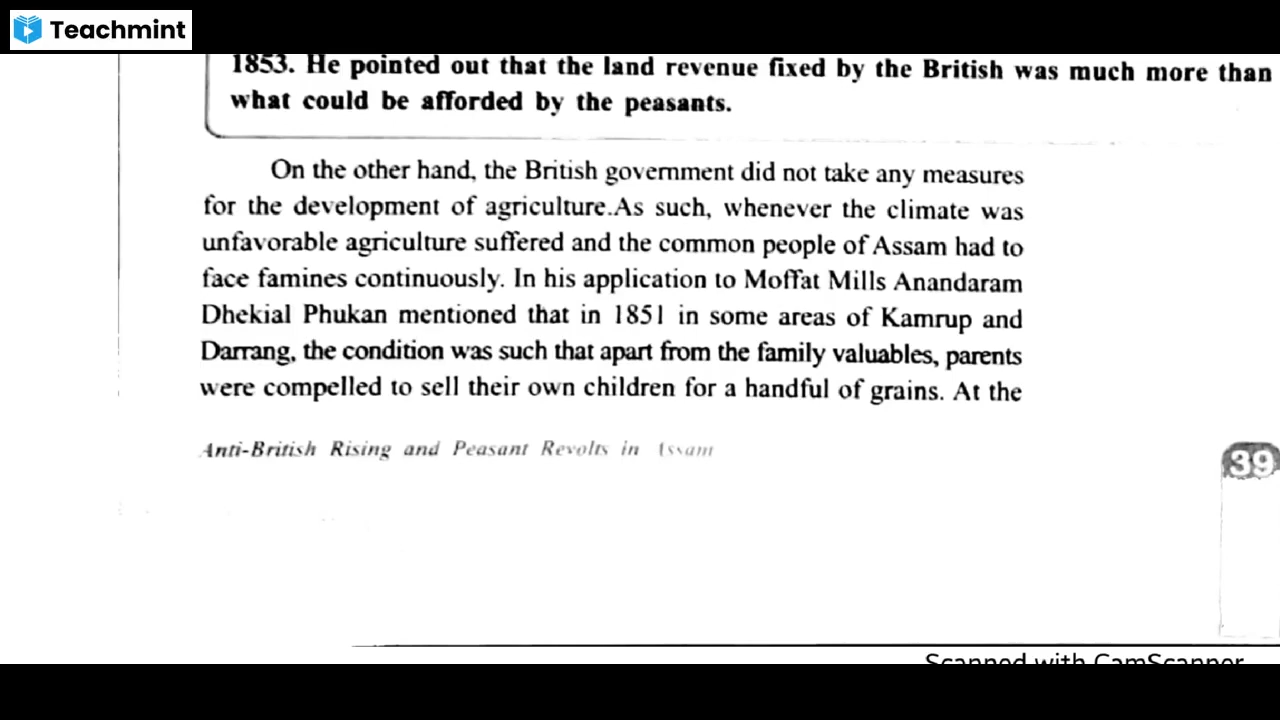 Teachmint
1853. He pointed out that the land revenue fixed by the British was much more than
what could be afforded by the peasants.
On the other hand, the British government did not take any measures
for the development of agriculture.As such, whenever the climate was
unfavorable agriculture suffered and the common people of Assam had to
face famines continuously. In his application to Moffat Mills Anandaram
Dhekial Phukan mentioned that in 1851 in some areas of Kamrup and
Darrang, the condition was such that apart from the family valuables, parents
were compelled to sell their own children for a handful of grains. At the
Anti-British Rising and Peasant Revolts in Assam
39
Scanned with CamScanner